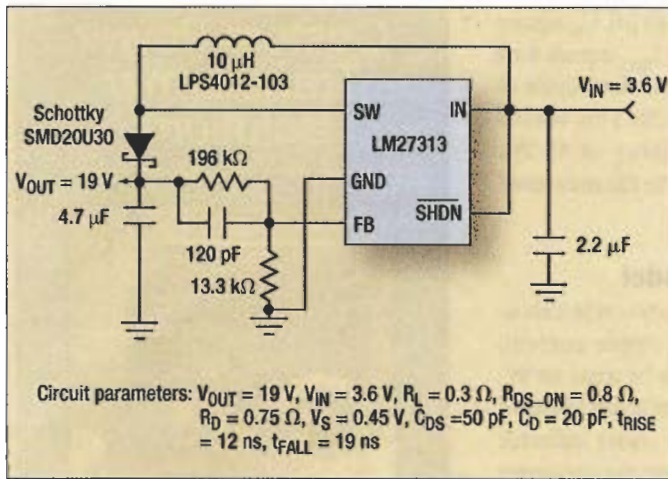 10 μH
LPS4012-103
V_IN = 3.6 V
Schottky
SMD20U30
SW
IN
LM27313
196 kΩ
V_OUT = 19 V
GND
4.7 μF
SHDN
FB
120 pF
2.2 μF
13.3 kΩ
Circuit parameters: V_OUT = 19 V, V_IN = 3.6 V, R_L = 0.3 Ω, R_DS_ON = 0.8 Ω,
R_D = 0.75 Ω, V_S = 0.45 V, C_DS =50 pF, C_D = 20 pF, t_RISE
= 12 ns, t_FALL = 19 ns